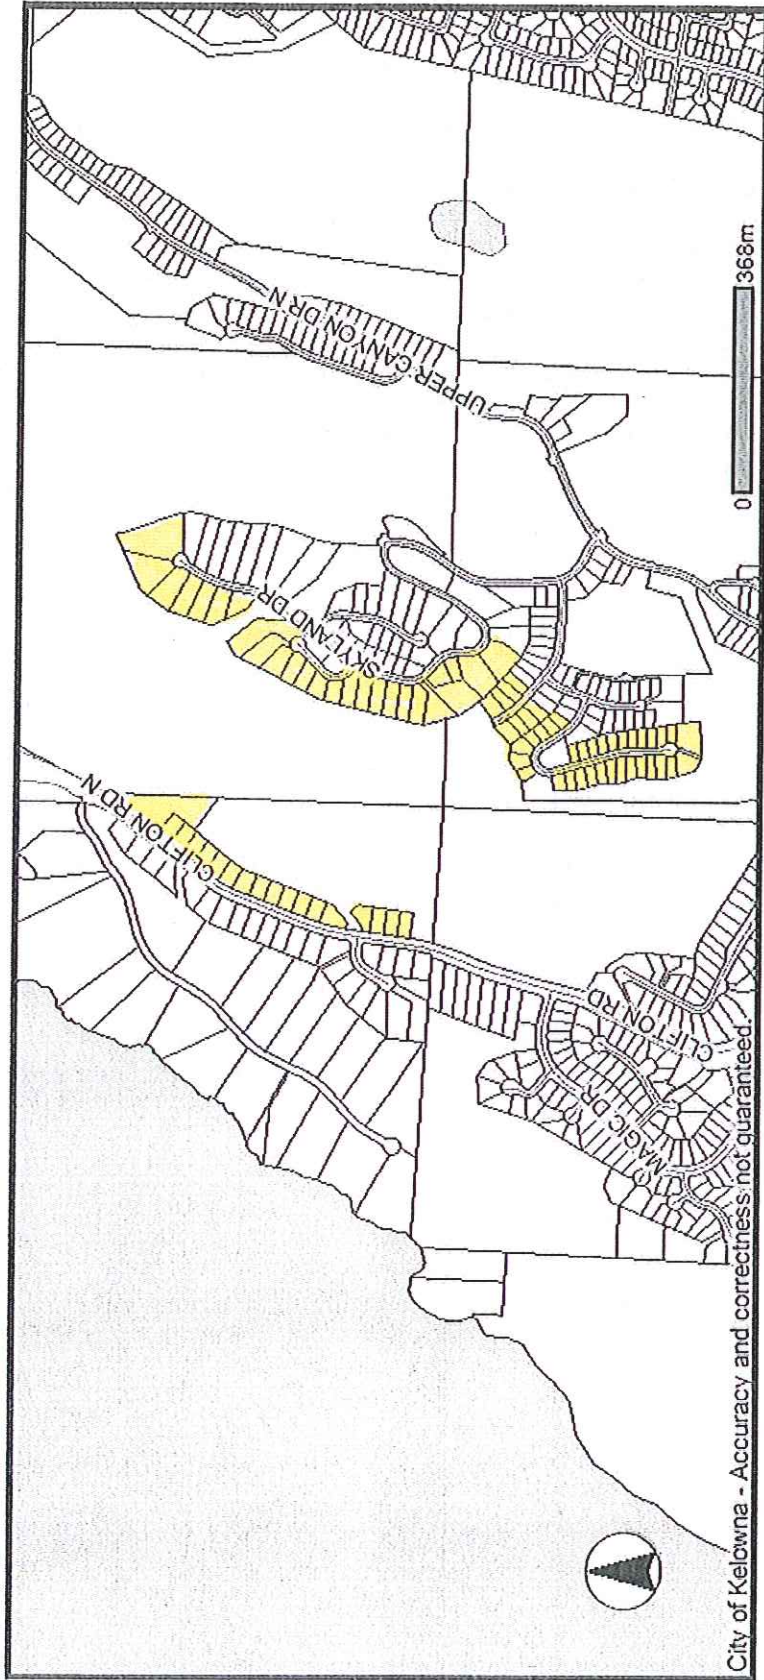 UPPER CANYON DR N
SKYLAND DR
CLIFTON RD N
CLIFTON RD
MAGIC DR
0 368m
City of Kelowna - Accuracy and correctness not guaranteed.